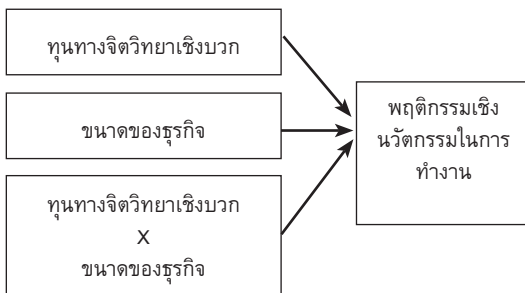 ทุนทางจิตวิทยาเชิงบวก
ขนาดของธุรกิจ
ทุนทางจิตวิทยาเชิงบวก
X
ขนาดของธุรกิจ
พฤติกรรมเชิง
นวัตกรรมในการ
ทำงาน